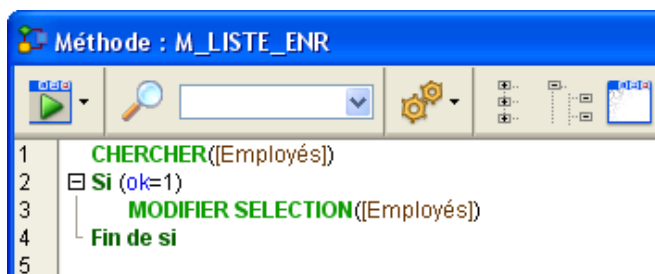 Méthode : M_LISTE_ENR
1 CHERCHER([Employés])
2 Si (ok=1)
3 MODIFIER SELECTION([Employés])
4 Fin de si
5